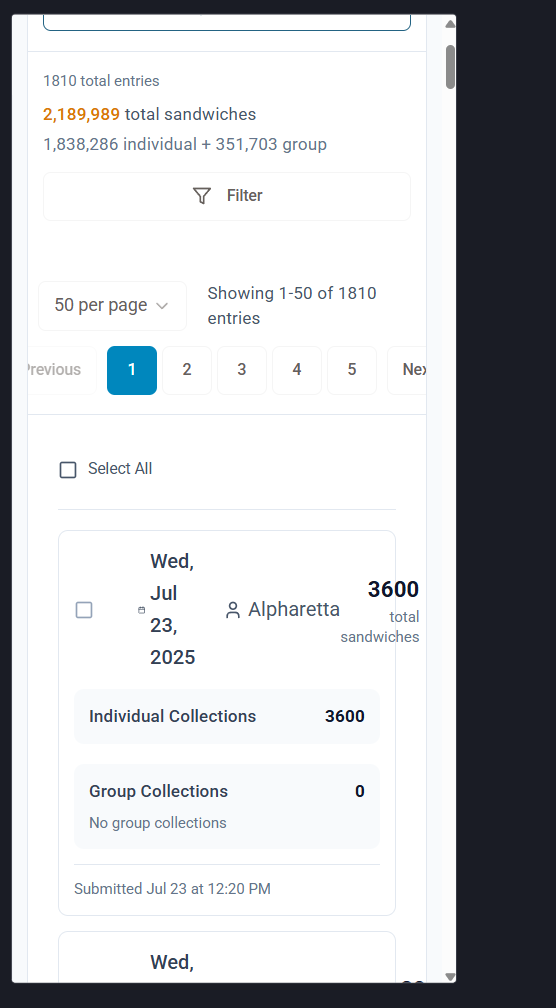 1810 total entries
2,189,989 total sandwiches
1,838,286 individual + 351,703 group
Filter
50 per page
Showing 1-50 of 1810
entries
Previous
1
2
3
4
5
Nex
Select All
Wed,
Jul
23,
2025
Alpharetta
3600
total
sandwiches
Individual Collections 3600
Group Collections 0
No group collections
Submitted Jul 23 at 12:20 PM
Wed,